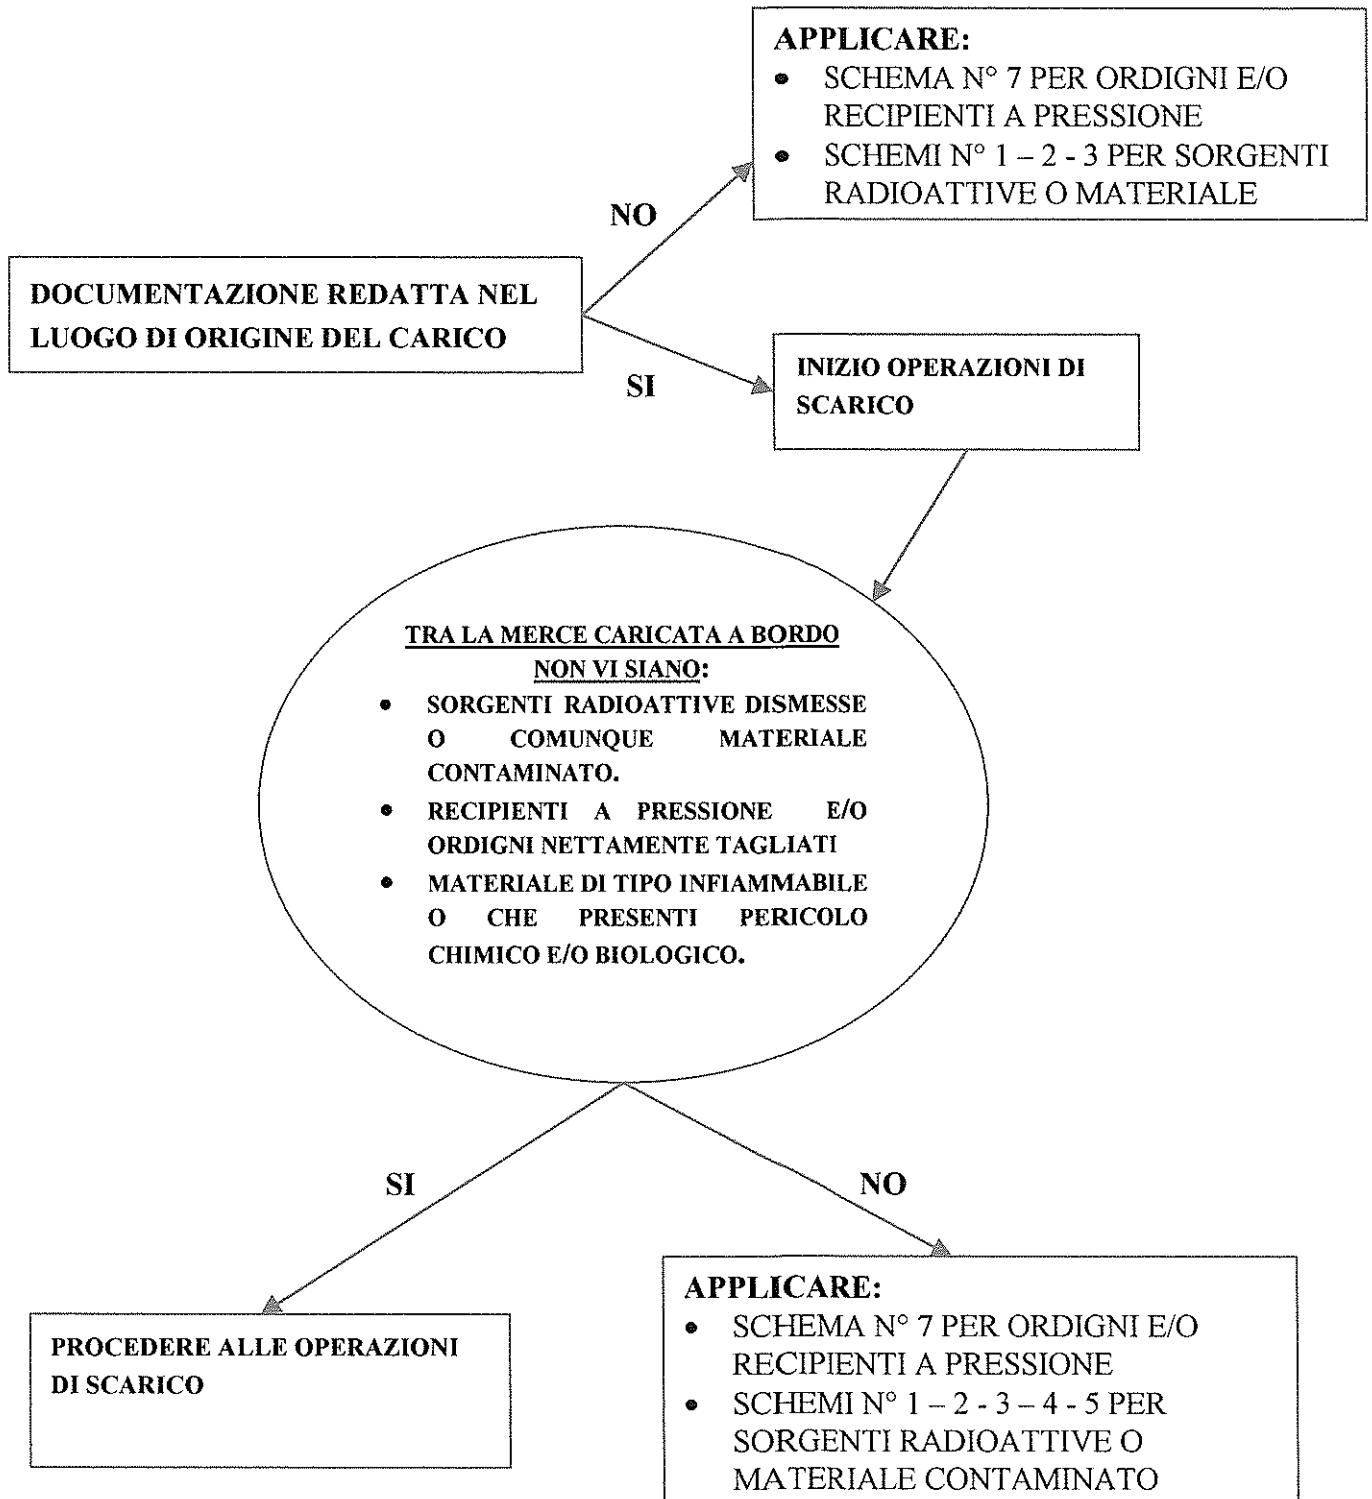 APPLICARE:
• SCHEMA N° 7 PER ORDIGNI E/O
RECIPIENTI A PRESSIONE
• SCHEMI N° 1 – 2 - 3 PER SORGENTI
RADIOATTIVE O MATERIALE
NO
DOCUMENTAZIONE REDATTA NEL
LUOGO DI ORIGINE DEL CARICO
SI
INIZIO OPERAZIONI DI
SCARICO
TRA LA MERCE CARICATA A BORDO
NON VI SIANO:
• SORGENTI RADIOATTIVE DISMESSE
O COMUNQUE MATERIALE
CONTAMINATO.
• RECIPIENTI A PRESSIONE E/O
ORDIGNI NETTAMENTE TAGLIATI
• MATERIALE DI TIPO INFIAMMABILE
O CHE PRESENTI PERICOLO
CHIMICO E/O BIOLOGICO.
SI
NO
PROCEDERE ALLE OPERAZIONI
DI SCARICO
APPLICARE:
• SCHEMA N° 7 PER ORDIGNI E/O
RECIPIENTI A PRESSIONE
• SCHEMI N° 1 – 2 - 3 – 4 - 5 PER
SORGENTI RADIOATTIVE O
MATERIALE CONTAMINATO